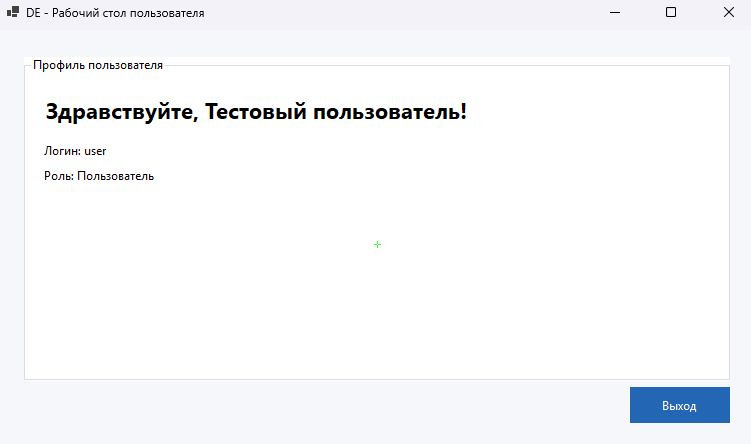 DE - Рабочий стол пользователя
Профиль пользователя
Здравствуйте, Тестовый пользователь!
Логин: user
Роль: Пользователь
Выход